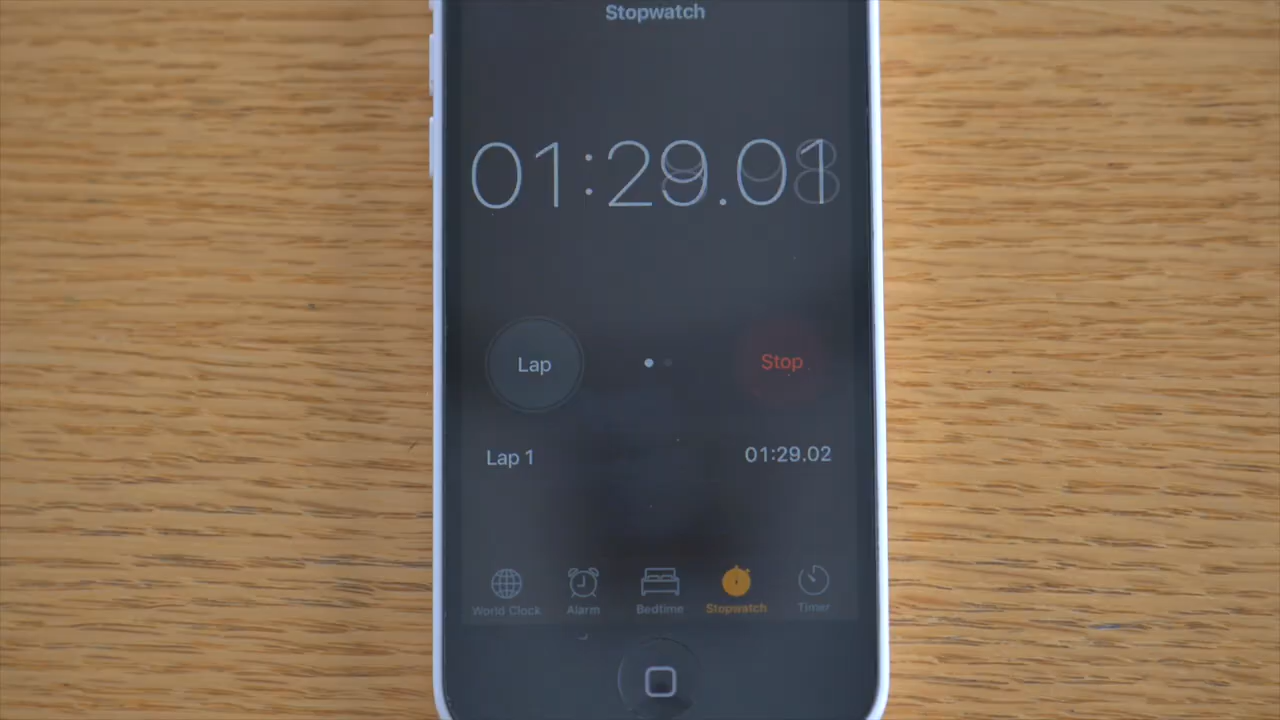 Stopwatch
01:29.01
Lap
Stop
Lap 1
01:29.02
World Clock
Alarm
Bedtime
Stopwatch
Timer